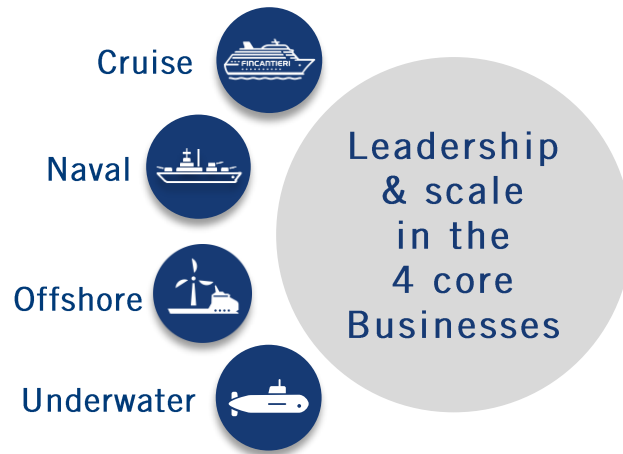 Cruise
FINCANTIERI
Naval
Offshore
Underwater
Leadership
& scale
in the
4 core
Businesses